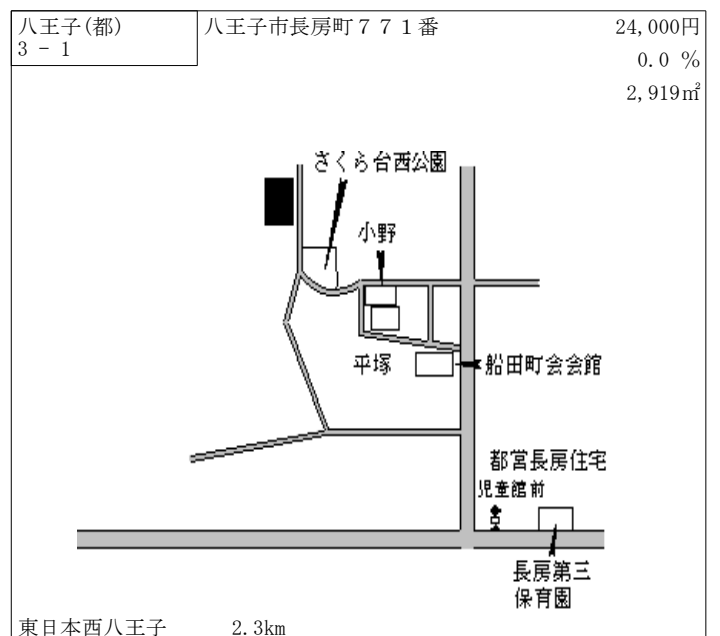 八王子(都)
3 - 1
八王子市長房町７７１番
24,000円
0.0 %
2,919㎡
さくら台西公園
小野
平塚
船田町会会館
都営長房住宅
児童館前
長房第三
保育園
東日本西八王子 2.3km